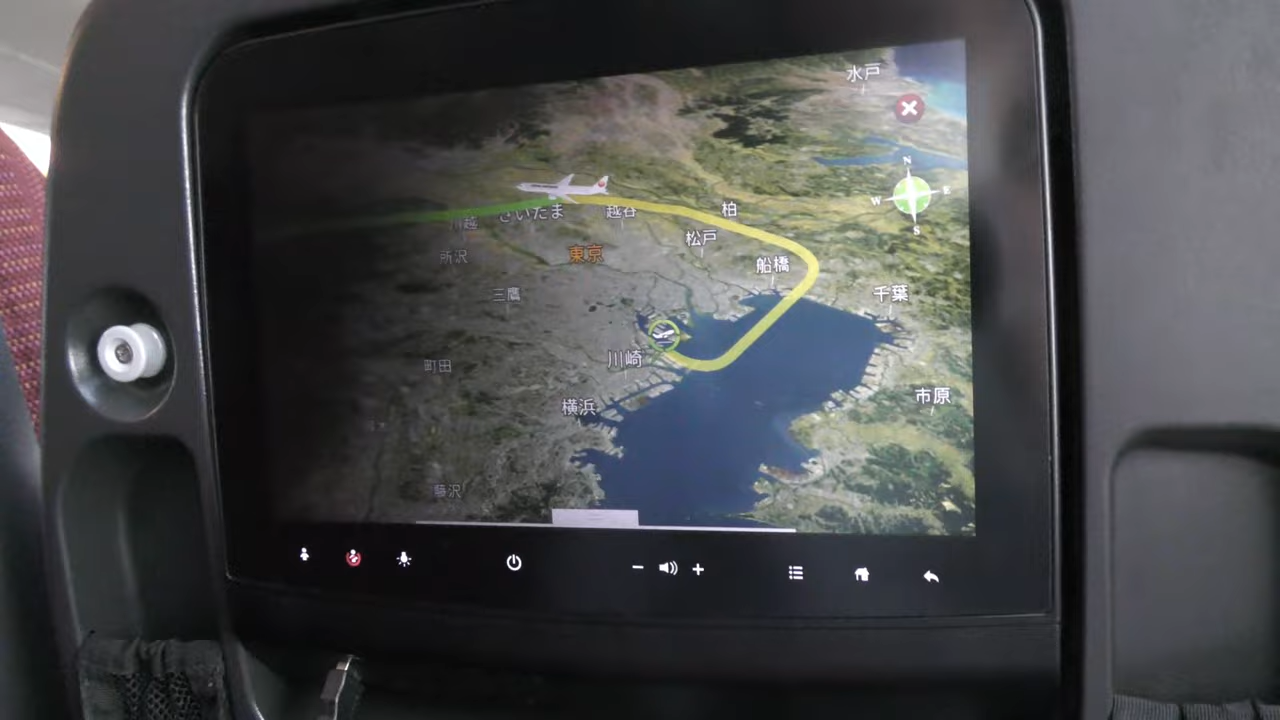 水戸
N
W E
S
川越
さいたま
越谷
柏
松戸
所沢
東京
船橋
三鷹
千葉
川崎
町田
市原
横浜
藤沢